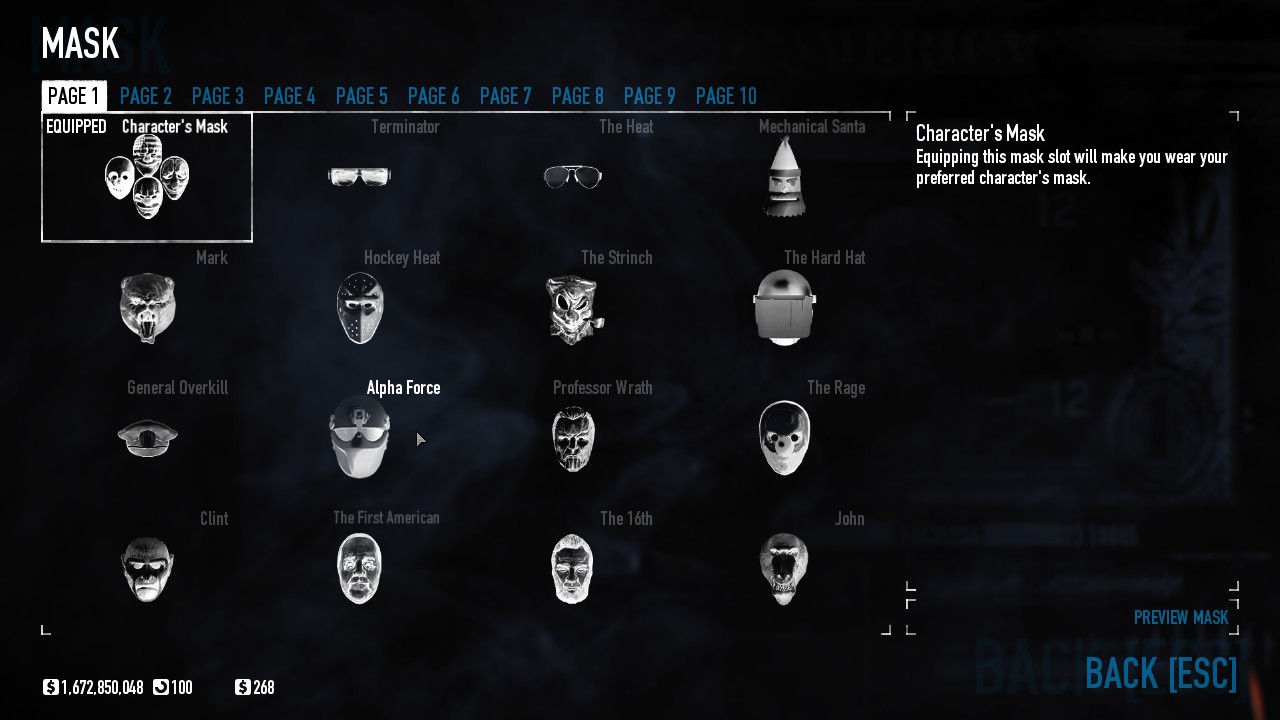 MASK
PAGE 1 PAGE 2 PAGE 3 PAGE 4 PAGE 5 PAGE 6 PAGE 7 PAGE 8 PAGE 9 PAGE 10
EQUIPPED Character's Mask Terminator The Heat Mechanical Santa
Mark Hockey Heat The Strinch The Hard Hat
General Overkill Alpha Force Professor Wrath The Rage
Clint The First American The 16th John
Character's Mask
Equipping this mask slot will make you wear your
preferred character's mask.
PREVIEW MASK
BACK [ESC]
$1,672,850,048 100 $268